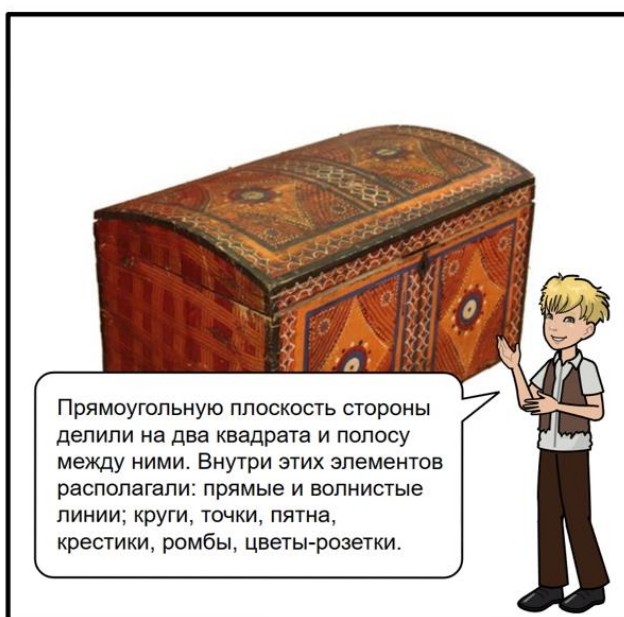 Прямоугольную плоскость стороны
делили на два квадрата и полосу
между ними. Внутри этих элементов
располагали: прямые и волнистые
линии; круги, точки, пятна,
крестики, ромбы, цветы-розетки.